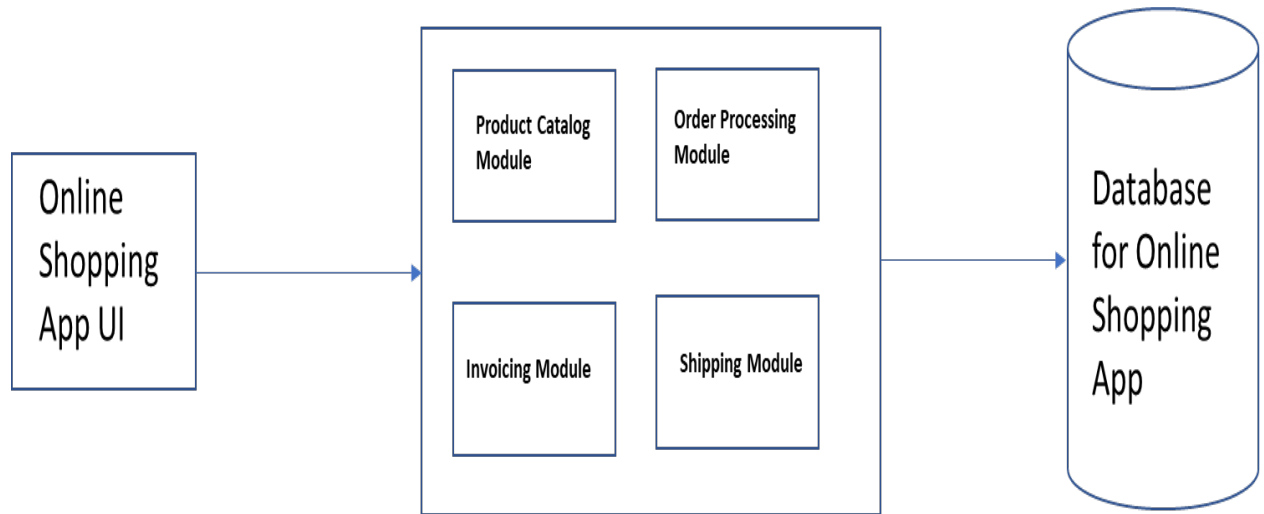 Online
Shopping
App UI
Product Catalog
Module
Order Processing
Module
Invoicing Module
Shipping Module
Database
for Online
Shopping
App